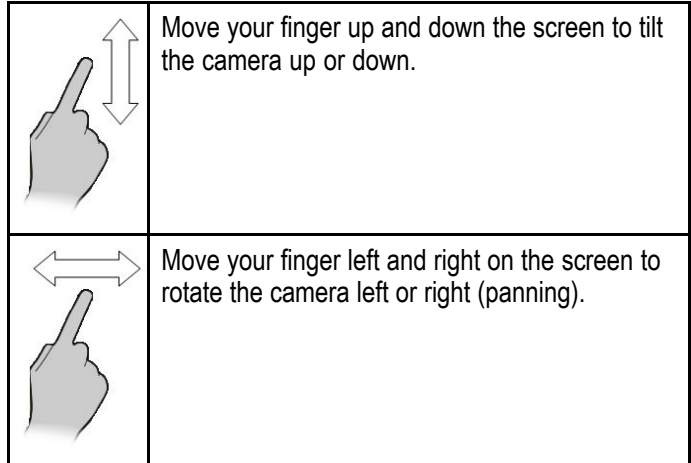 Move your finger up and down the screen to tilt
the camera up or down.
Move your finger left and right on the screen to
rotate the camera left or right (panning).